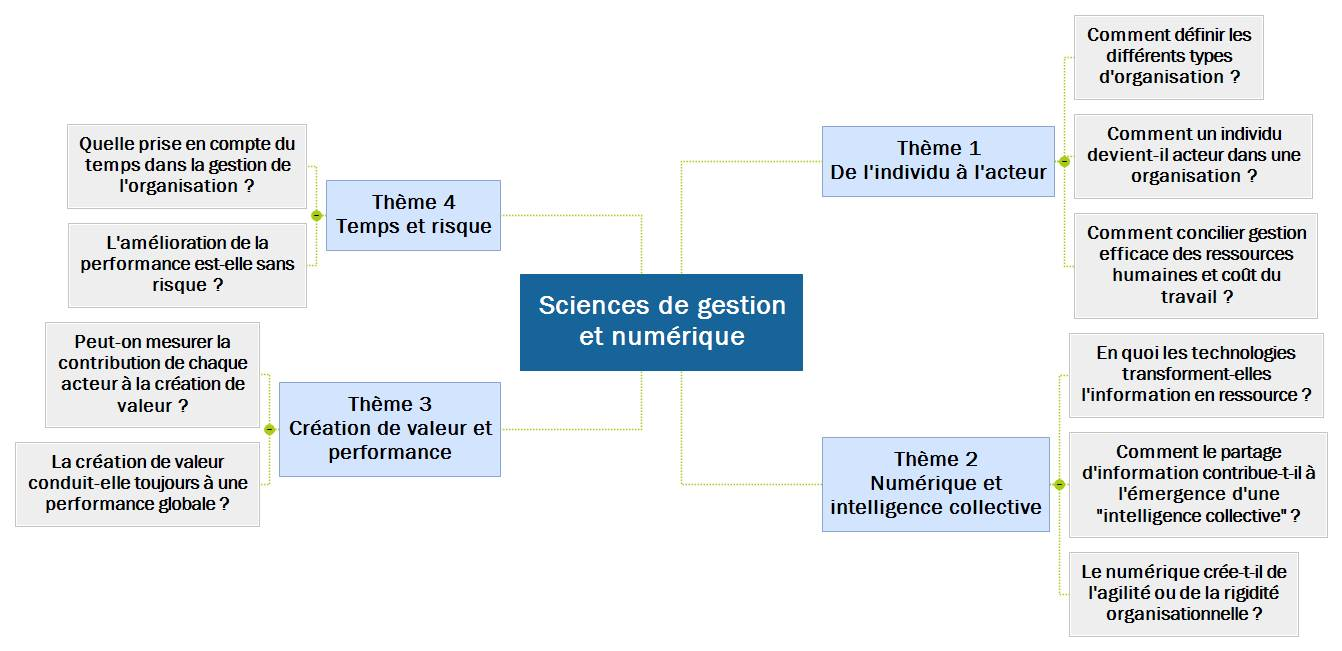 Sciences de gestion
et numérique
Thème 1
De l'individu à l'acteur
Comment définir les
différents types
d'organisation ?
Comment un individu
devient-il acteur dans une
organisation ?
Comment concilier gestion
efficace des ressources
humaines et coût du
travail ?
Thème 2
Numérique et
intelligence collective
En quoi les technologies
transforment-elles
l'information en ressource ?
Comment le partage
d'information contribue-t-il à
l'émergence d'une
"intelligence collective" ?
Le numérique crée-t-il de
l'agilité ou de la rigidité
organisationnelle ?
Thème 3
Création de valeur et
performance
Peut-on mesurer la
contribution de chaque
acteur à la création de
valeur ?
La création de valeur
conduit-elle toujours à une
performance globale ?
Thème 4
Temps et risque
Quelle prise en compte du
temps dans la gestion de
l'organisation ?
L'amélioration de la
performance est-elle sans
risque ?